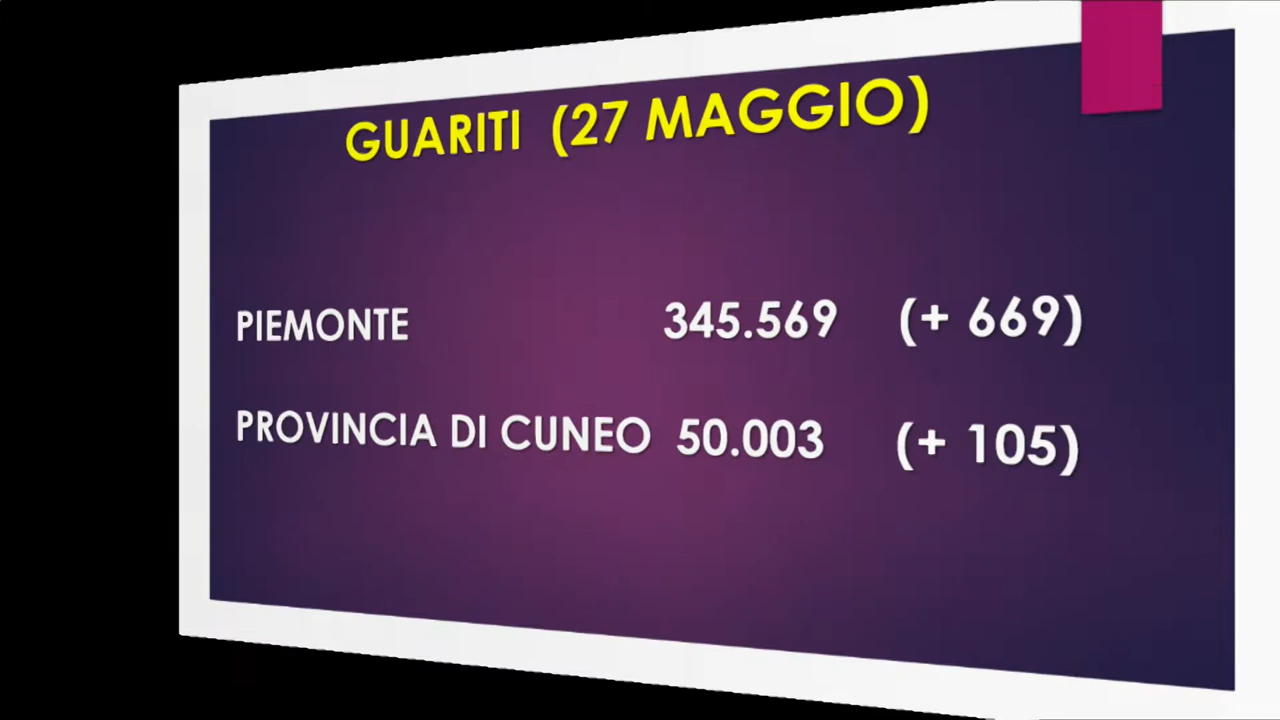 GUARITI (27 MAGGIO)
PIEMONTE 345.569 (+ 669)
PROVINCIA DI CUNEO 50.003 (+ 105)